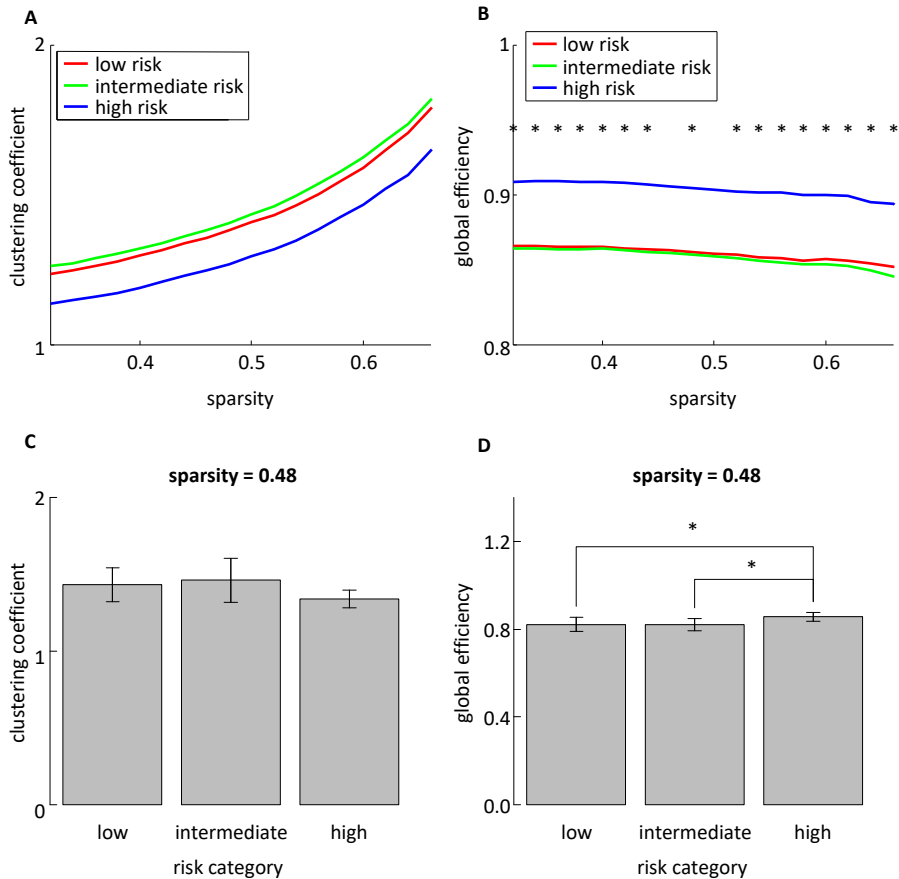 A
2
low risk
intermediate risk
high risk
clustering coefficient
1
0.4 0.5 0.6
sparsity
B
1
low risk
intermediate risk
high risk
* * * * * * * * * * * * * * * *
0.9
global efficiency
0.8
0.4 0.5 0.6
sparsity
C
sparsity = 0.48
2
clustering coefficient
1
0
low intermediate high
risk category
D
sparsity = 0.48
*
1.2
*
global efficiency
0.8
0.4
0.0
low intermediate high
risk category